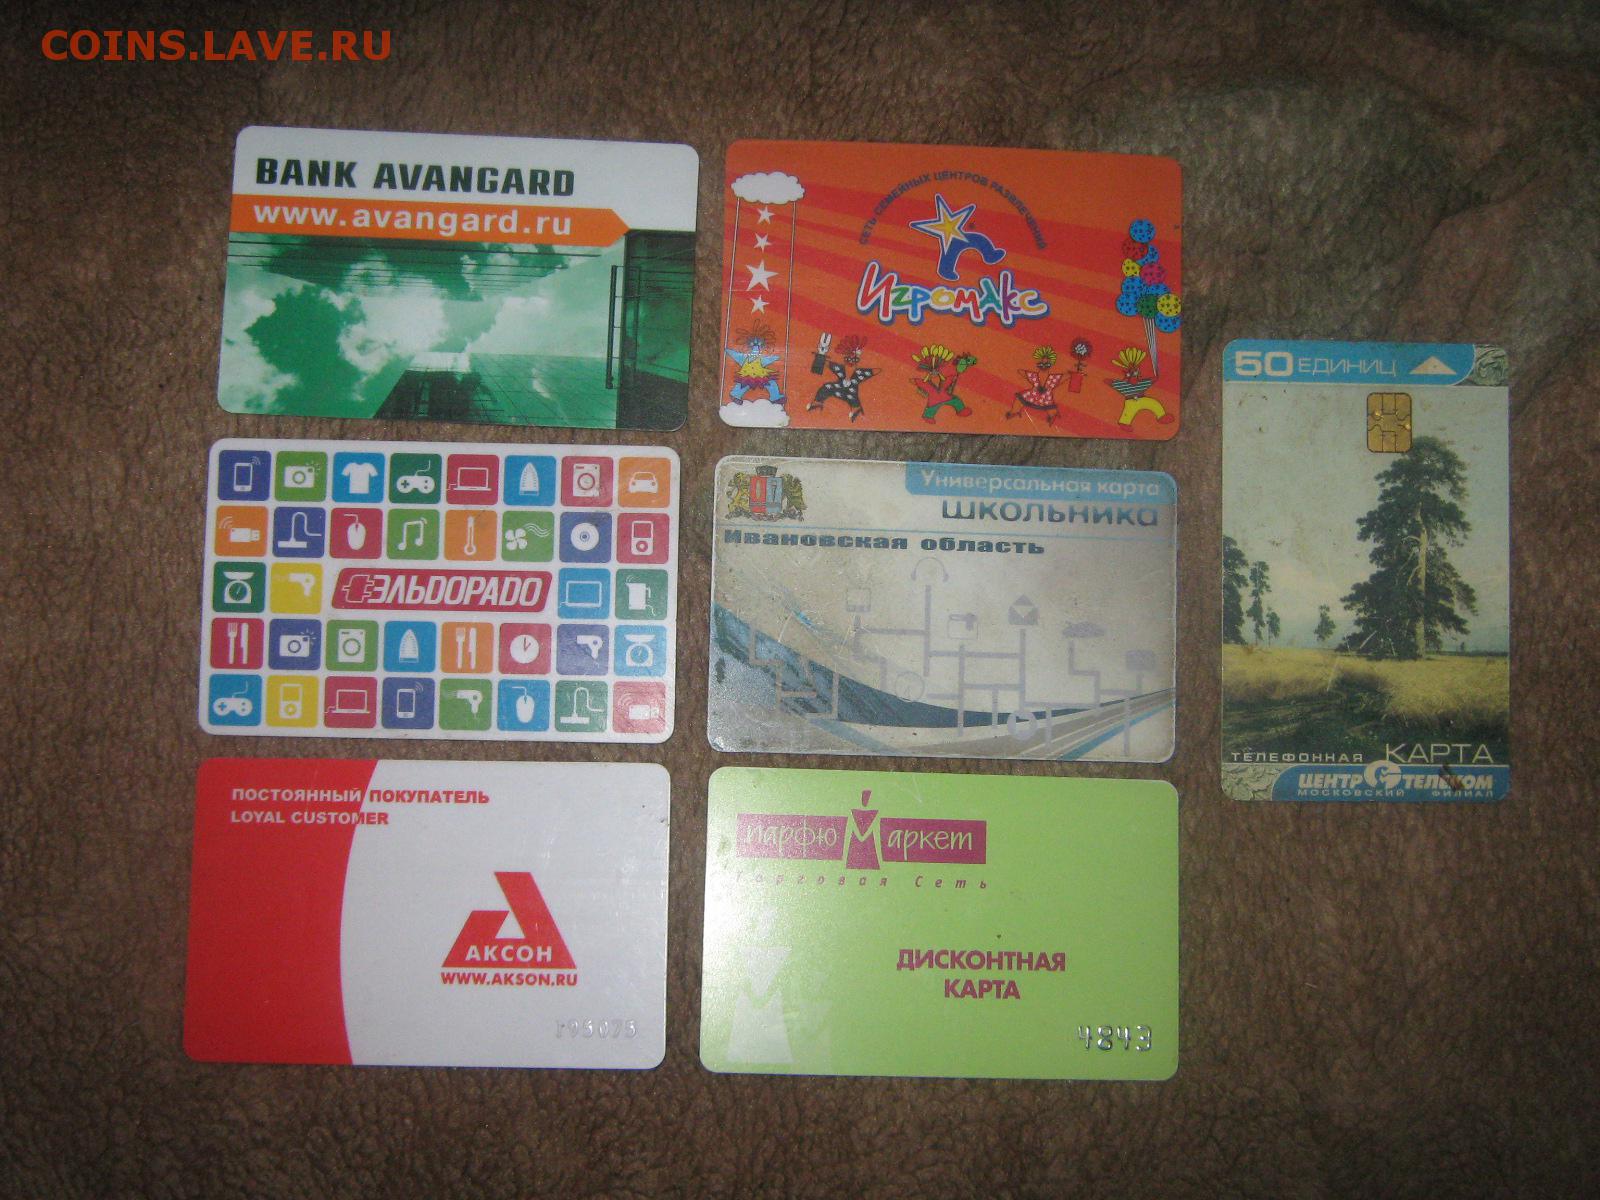 COINS.LAVE.RU
BANK AVANGARD
www.avangard.ru
СЕТЬ СЕМЕЙНЫХ ЦЕНТРОВ РАЗВЛЕЧЕНИЙ
ИгромАкс
50 ЕДИНИЦ
ТЕЛЕФОННАЯ КАРТА
ЦЕНТРТЕЛЕКОМ
МОСКОВСКИЙ ФИЛИАЛ
ЭЛЬДОРАДО
Универсальная карта
школьника
Ивановская область
ПОСТОЯННЫЙ ПОКУПАТЕЛЬ
LOYAL CUSTOMER
АКСОН
WWW.AKSON.RU
r95075
парфюМаркет
Торговая Сеть
ДИСКОНТНАЯ
КАРТА
4843